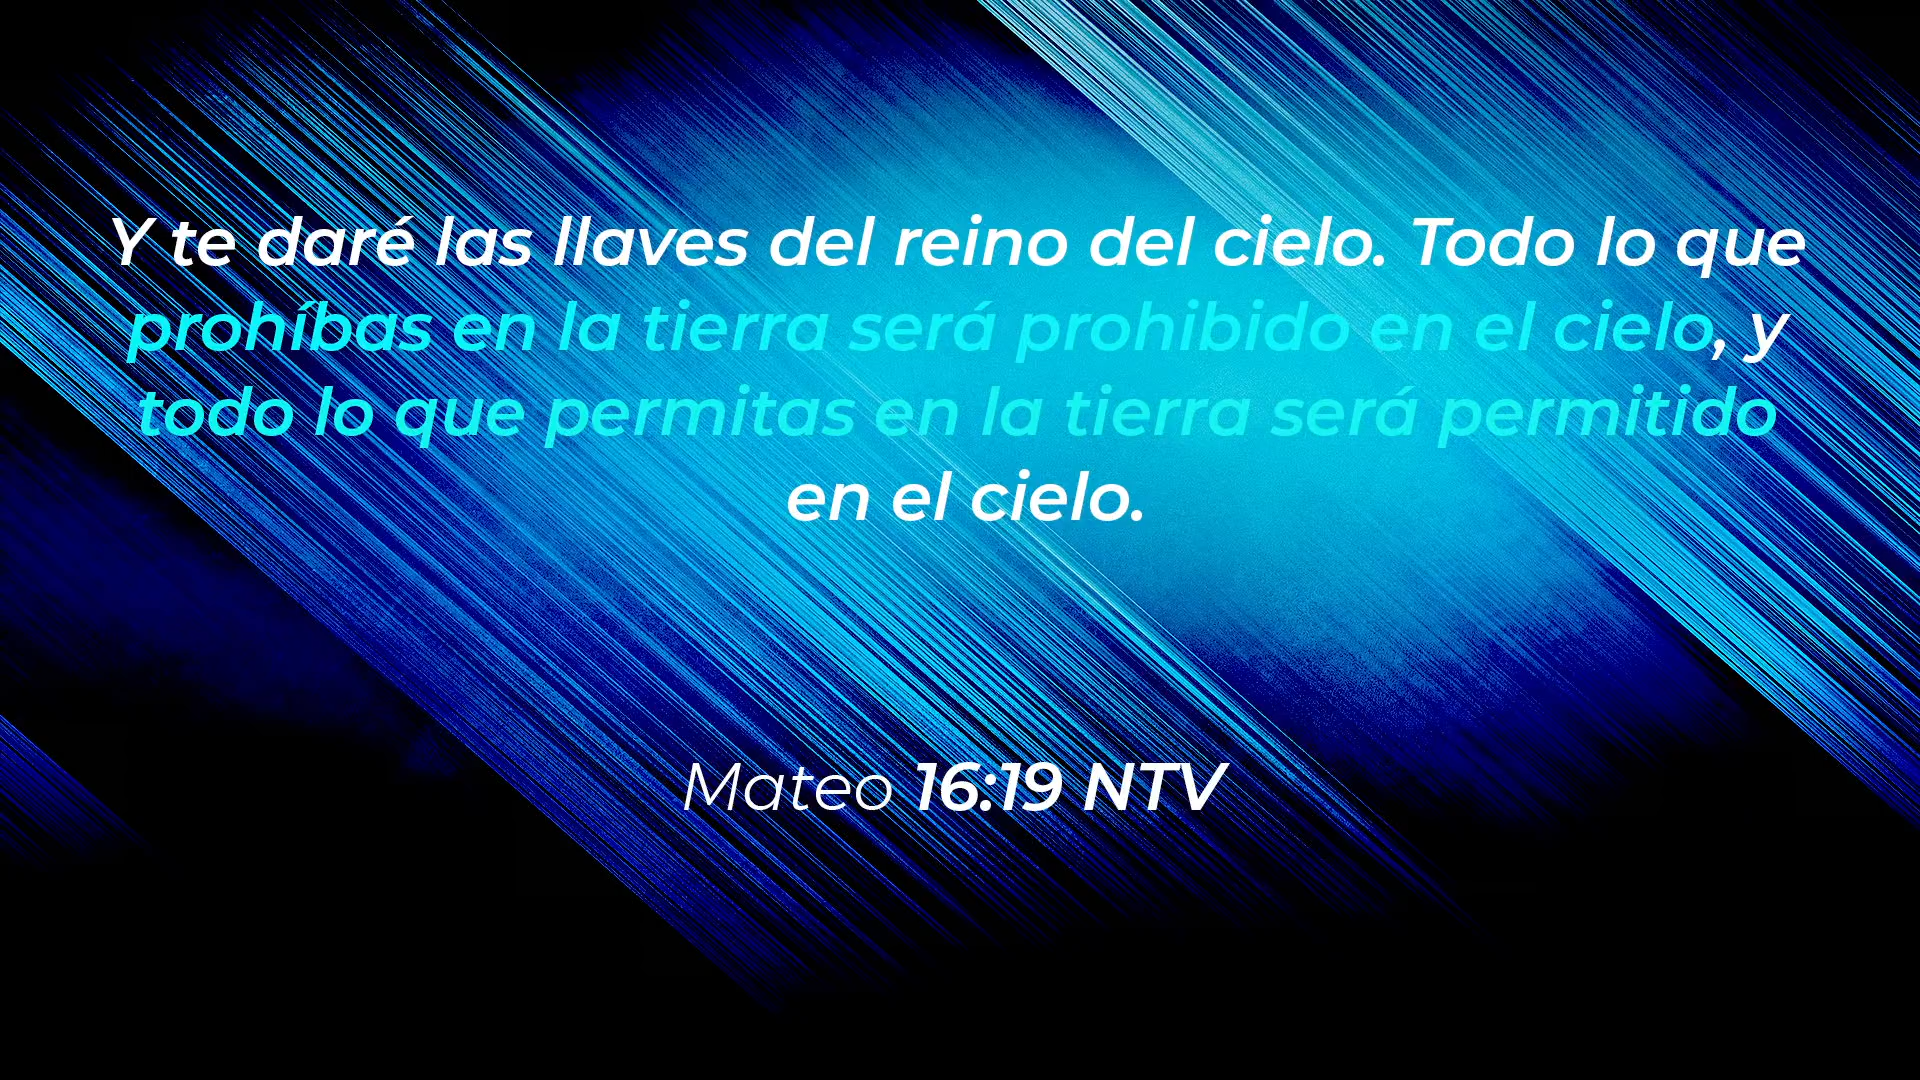 Y te daré las llaves del reino del cielo. Todo lo que
prohíbas en la tierra será prohibido en el cielo, y
todo lo que permitas en la tierra será permitido
en el cielo.
Mateo 16:19 NTV